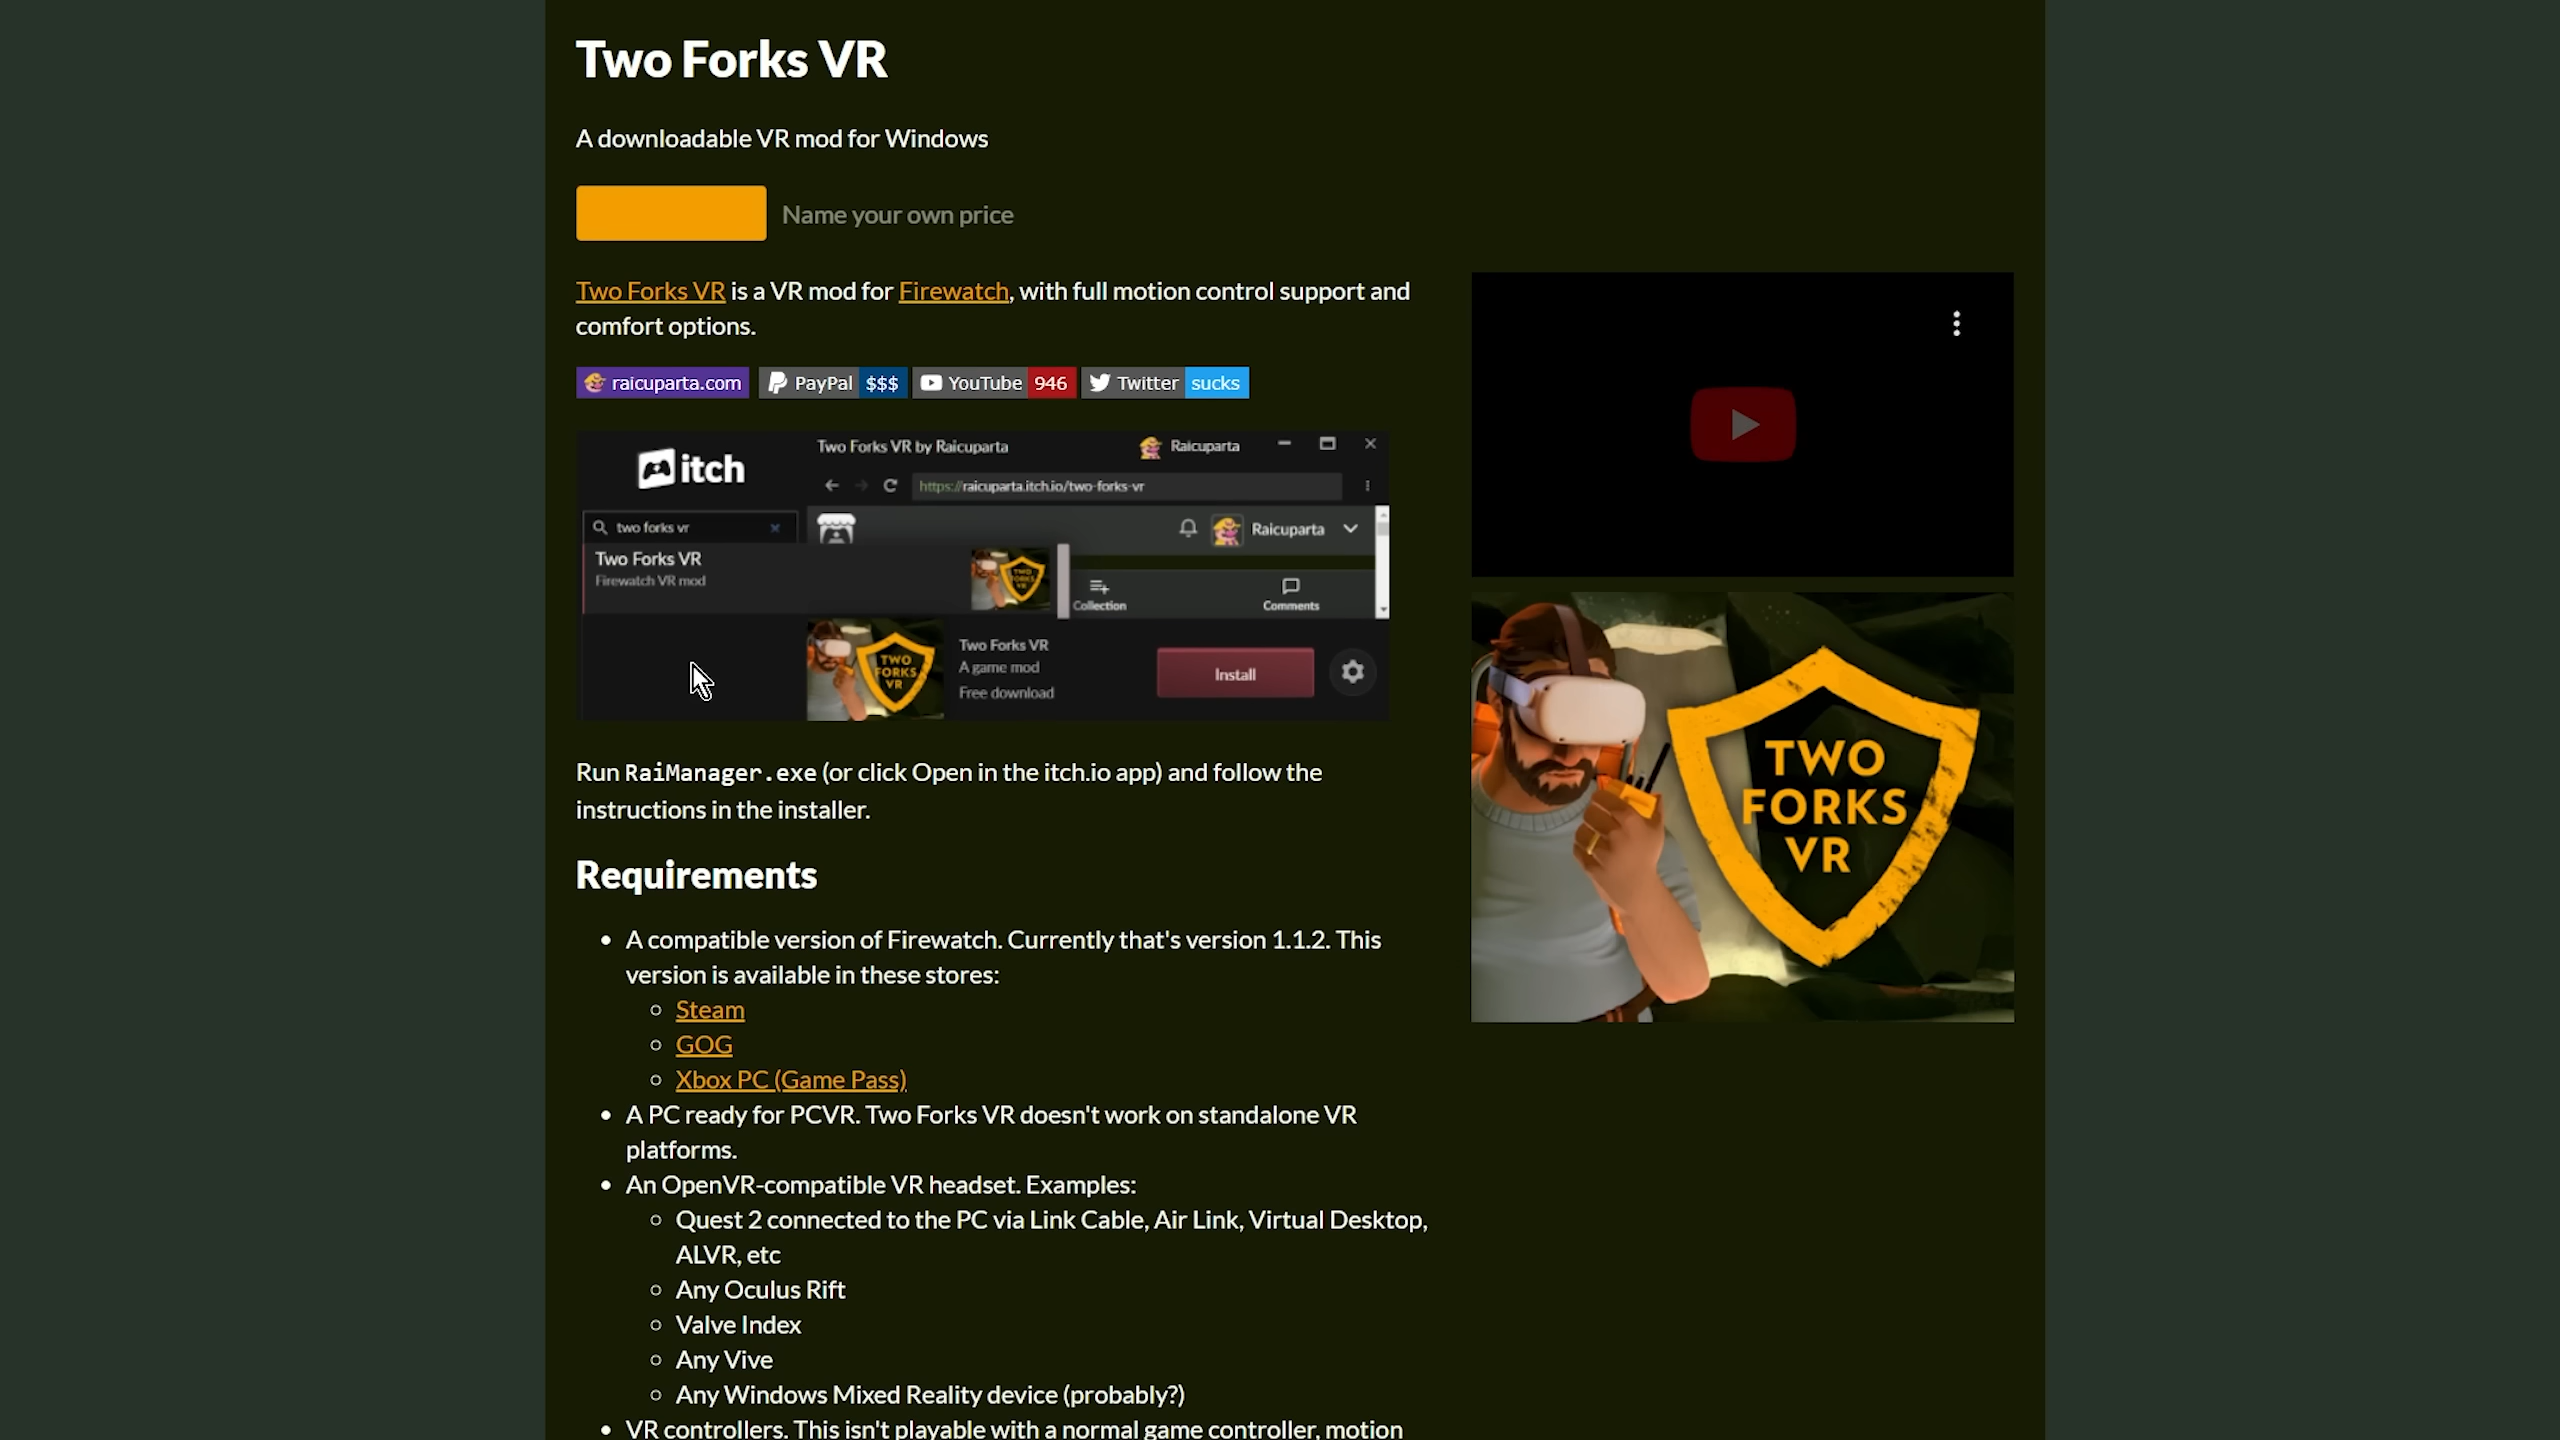 Two Forks VR
A downloadable VR mod for Windows
Name your own price
Two Forks VR is a VR mod for Firewatch, with full motion control support and
comfort options.
raicuparta.com PayPal $$$ YouTube 946 Twitter sucks
itch
Two Forks VR by Raicuparta
Raicuparta
https://raicuparta.itch.io/two-forks-vr
two forks vr
Raicuparta
Two Forks VR
Firewatch VR mod
TWO
FORKS
VR
Collection
Comments
TWO
FORKS
VR
Two Forks VR
A game mod
Free download
Install
Run RaiManager.exe (or click Open in the itch.io app) and follow the
instructions in the installer.
TWO
FORKS
VR
Requirements
A compatible version of Firewatch. Currently that's version 1.1.2. This
version is available in these stores:
Steam
GOG
Xbox PC (Game Pass)
A PC ready for PCVR. Two Forks VR doesn't work on standalone VR
platforms.
An OpenVR-compatible VR headset. Examples:
Quest 2 connected to the PC via Link Cable, Air Link, Virtual Desktop,
ALVR, etc
Any Oculus Rift
Valve Index
Any Vive
Any Windows Mixed Reality device (probably?)
VR controllers. This isn't playable with a normal game controller, motion